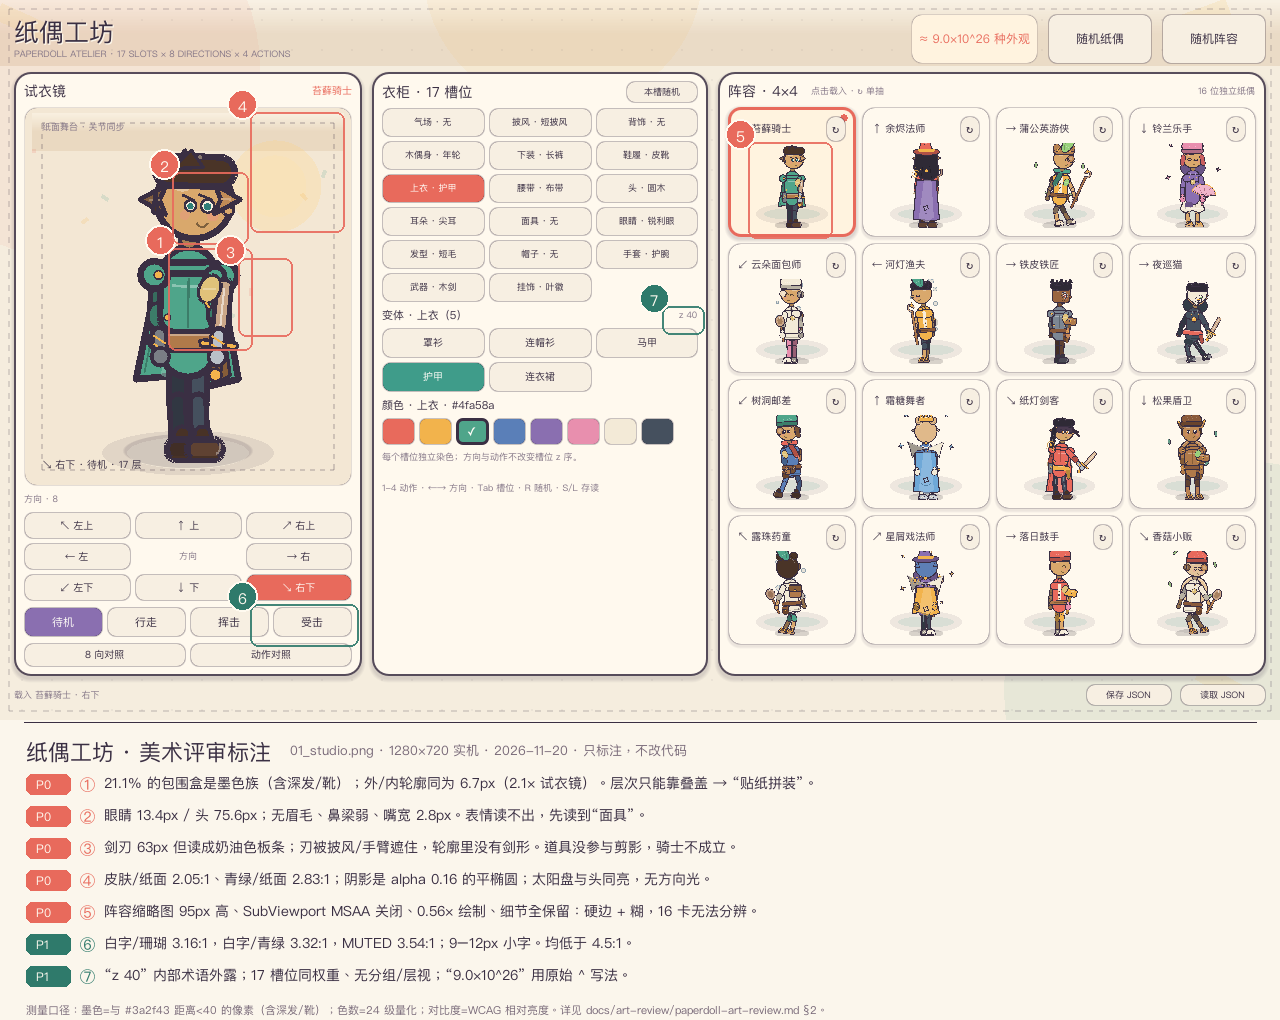 纸偶工坊
PAPERDOLL ATELIER · 17 SLOTS × 8 DIRECTIONS × 4 ACTIONS
≈ 9.0×10^26 种外观
随机纸偶
随机阵容
试衣镜
苔藓骑士
4
纸面舞台 · 关节同步
2
1
3
↘ 右下 · 待机 · 17 层
方向 · 8
↖ 左上
↑ 上
↗ 右上
← 左
方向
→ 右
↙ 左下
↓ 下
↘ 右下
6
待机
行走
挥击
受击
8 向对照
动作对照
载入 苔藓骑士 · 右下
衣柜 · 17 槽位
本槽随机
气场 · 无
披风 · 短披风
背饰 · 无
木偶身 · 年轮
下装 · 长裤
鞋履 · 皮靴
上衣 · 护甲
腰带 · 布带
头 · 圆木
耳朵 · 尖耳
面具 · 无
眼睛 · 锐利眼
发型 · 短毛
帽子 · 无
手套 · 护腕
武器 · 木剑
挂饰 · 叶徽
7
变体 · 上衣 (5)
z 40
罩衫
连帽衫
马甲
护甲
连衣裙
颜色 · 上衣 · #4fa58a
✓
每个槽位独立染色; 方向与动作不改变槽位 z 序。
1–4 动作 · ←→ 方向 · Tab 槽位 · R 随机 · S/L 存读
阵容 · 4×4
点击载入 · ↻ 单抽
16 位独立纸偶
5
苔藓骑士 ↻
↑ 余烬法师 ↻
→ 蒲公英游侠 ↻
↓ 铃兰乐手 ↻
↙ 云朵面包师 ↻
← 河灯渔夫 ↻
→ 铁皮铁匠 ↻
→ 夜巡猫 ↻
↙ 树洞邮差 ↻
↑ 霜糖舞者 ↻
↘ 纸灯剑客 ↻
↓ 松果盾卫 ↻
↖ 露珠药童 ↻
↗ 星屑戏法师 ↻
→ 落日鼓手 ↻
↘ 香菇小贩 ↻
保存 JSON
读取 JSON
纸偶工坊 · 美术评审标注
01_studio.png · 1280×720 实机 · 2026–11–20 · 只标注，不改代码
P0 ① 21.1% 的包围盒是墨色族（含深发/靴）；外/内轮廓同为 6.7px（2.1× 试衣镜）。层次只能靠叠盖 → “贴纸拼装”。
P0 ② 眼睛 13.4px / 头 75.6px；无眉毛、鼻梁弱、嘴宽 2.8px。表情读不出，先读到“面具”。
P0 ③ 剑刃 63px 但读成奶油色板条；刃被披风/手臂遮住，轮廓里没有剑形。道具没参与剪影，骑士不成立。
P0 ④ 皮肤/纸面 2.05:1、青绿/纸面 2.83:1；阴影是 alpha 0.16 的平椭圆；太阳盘与头同亮，无方向光。
P0 ⑤ 阵容缩略图 95px 高、SubViewport MSAA 关闭、0.56× 绘制、细节全保留：硬边 + 糊，16 卡无法分辨。
P1 ⑥ 白字/珊瑚 3.16:1，白字/青绿 3.32:1，MUTED 3.54:1；9—12px 小字。均低于 4.5:1。
P1 ⑦ “z 40” 内部术语外露；17 槽位同权重、无分组/层视；“9.0×10^26” 用原始 ^ 写法。
测量口径：墨色=与 #3a2f43 距离<40 的像素（含深发/靴）；色数=24 级量化；对比度=WCAG 相对亮度。详见 docs/art-review/paperdoll-art-review.md §2。